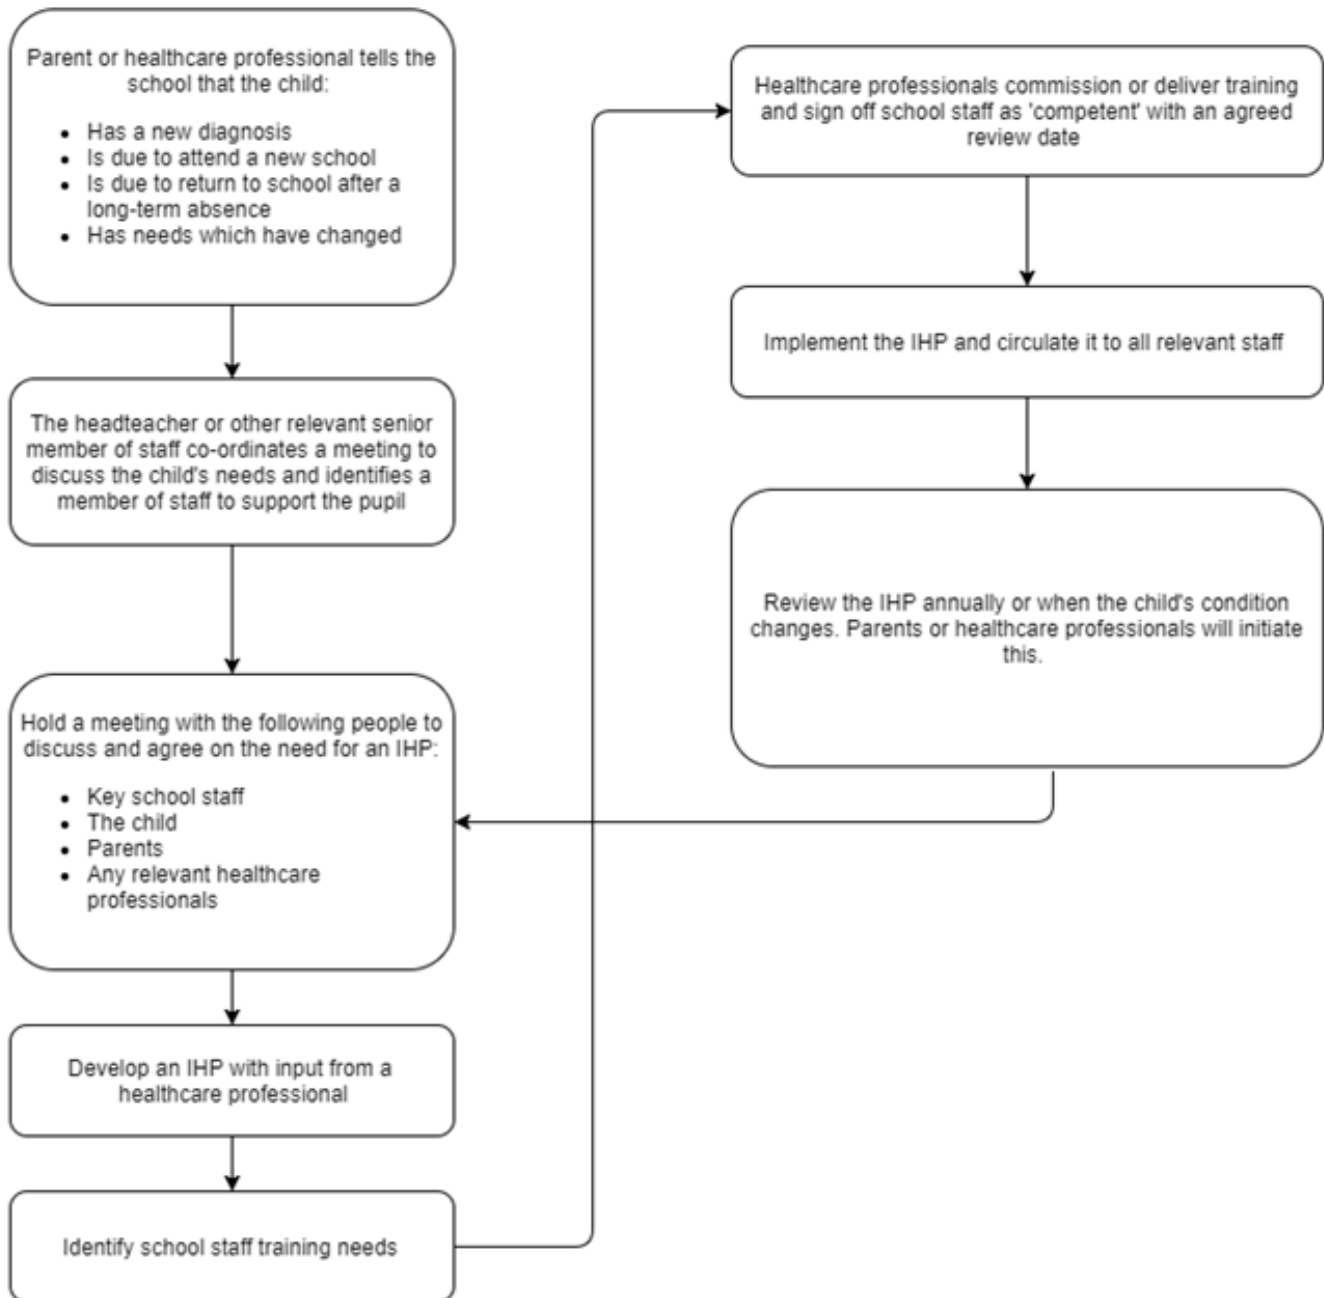 Parent or healthcare professional tells the
school that the child:
• Has a new diagnosis
• Is due to attend a new school
• Is due to return to school after a
long-term absence
• Has needs which have changed
The headteacher or other relevant senior
member of staff co-ordinates a meeting to
discuss the child's needs and identifies a
member of staff to support the pupil
Hold a meeting with the following people to
discuss and agree on the need for an IHP:
• Key school staff
• The child
• Parents
• Any relevant healthcare
professionals
Develop an IHP with input from a
healthcare professional
Identify school staff training needs
Healthcare professionals commission or deliver training
and sign off school staff as 'competent' with an agreed
review date
Implement the IHP and circulate it to all relevant staff
Review the IHP annually or when the child's condition
changes. Parents or healthcare professionals will initiate
this.